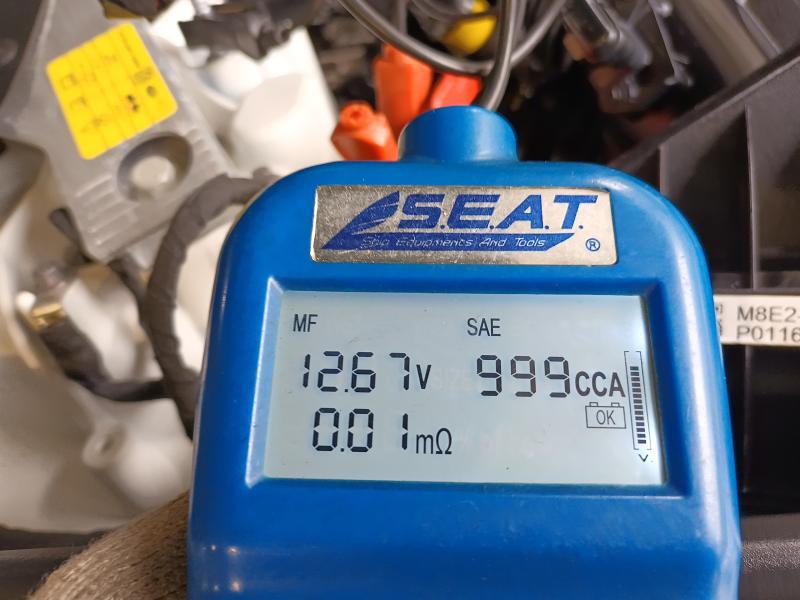 S.E.A.T.
Ship Equipments And Tools
®
MF SAE
12.67V 999CCA
OK
0.01mΩ
M8E2
P0116